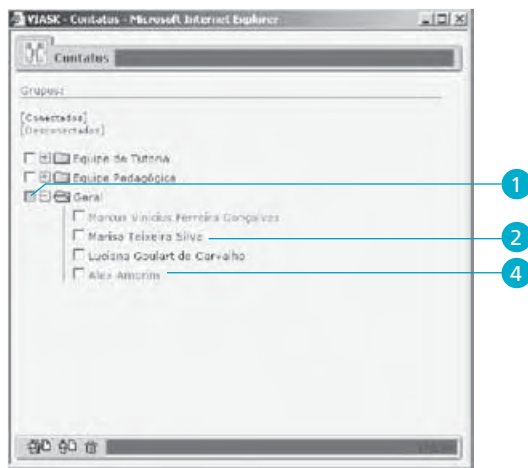 VIASK - Contatos - Microsoft Internet Explorer
Contatos
Grupos:
[Conectados]
[Desconectados]
Equipe de Tutoria
Equipe Pedagógica
1
Geral
Marcus Vinicius Ferreira Gonçalves
Marisa Teixeira Silva
2
Luciana Goulart de Carvalho
Alex Amorim
4